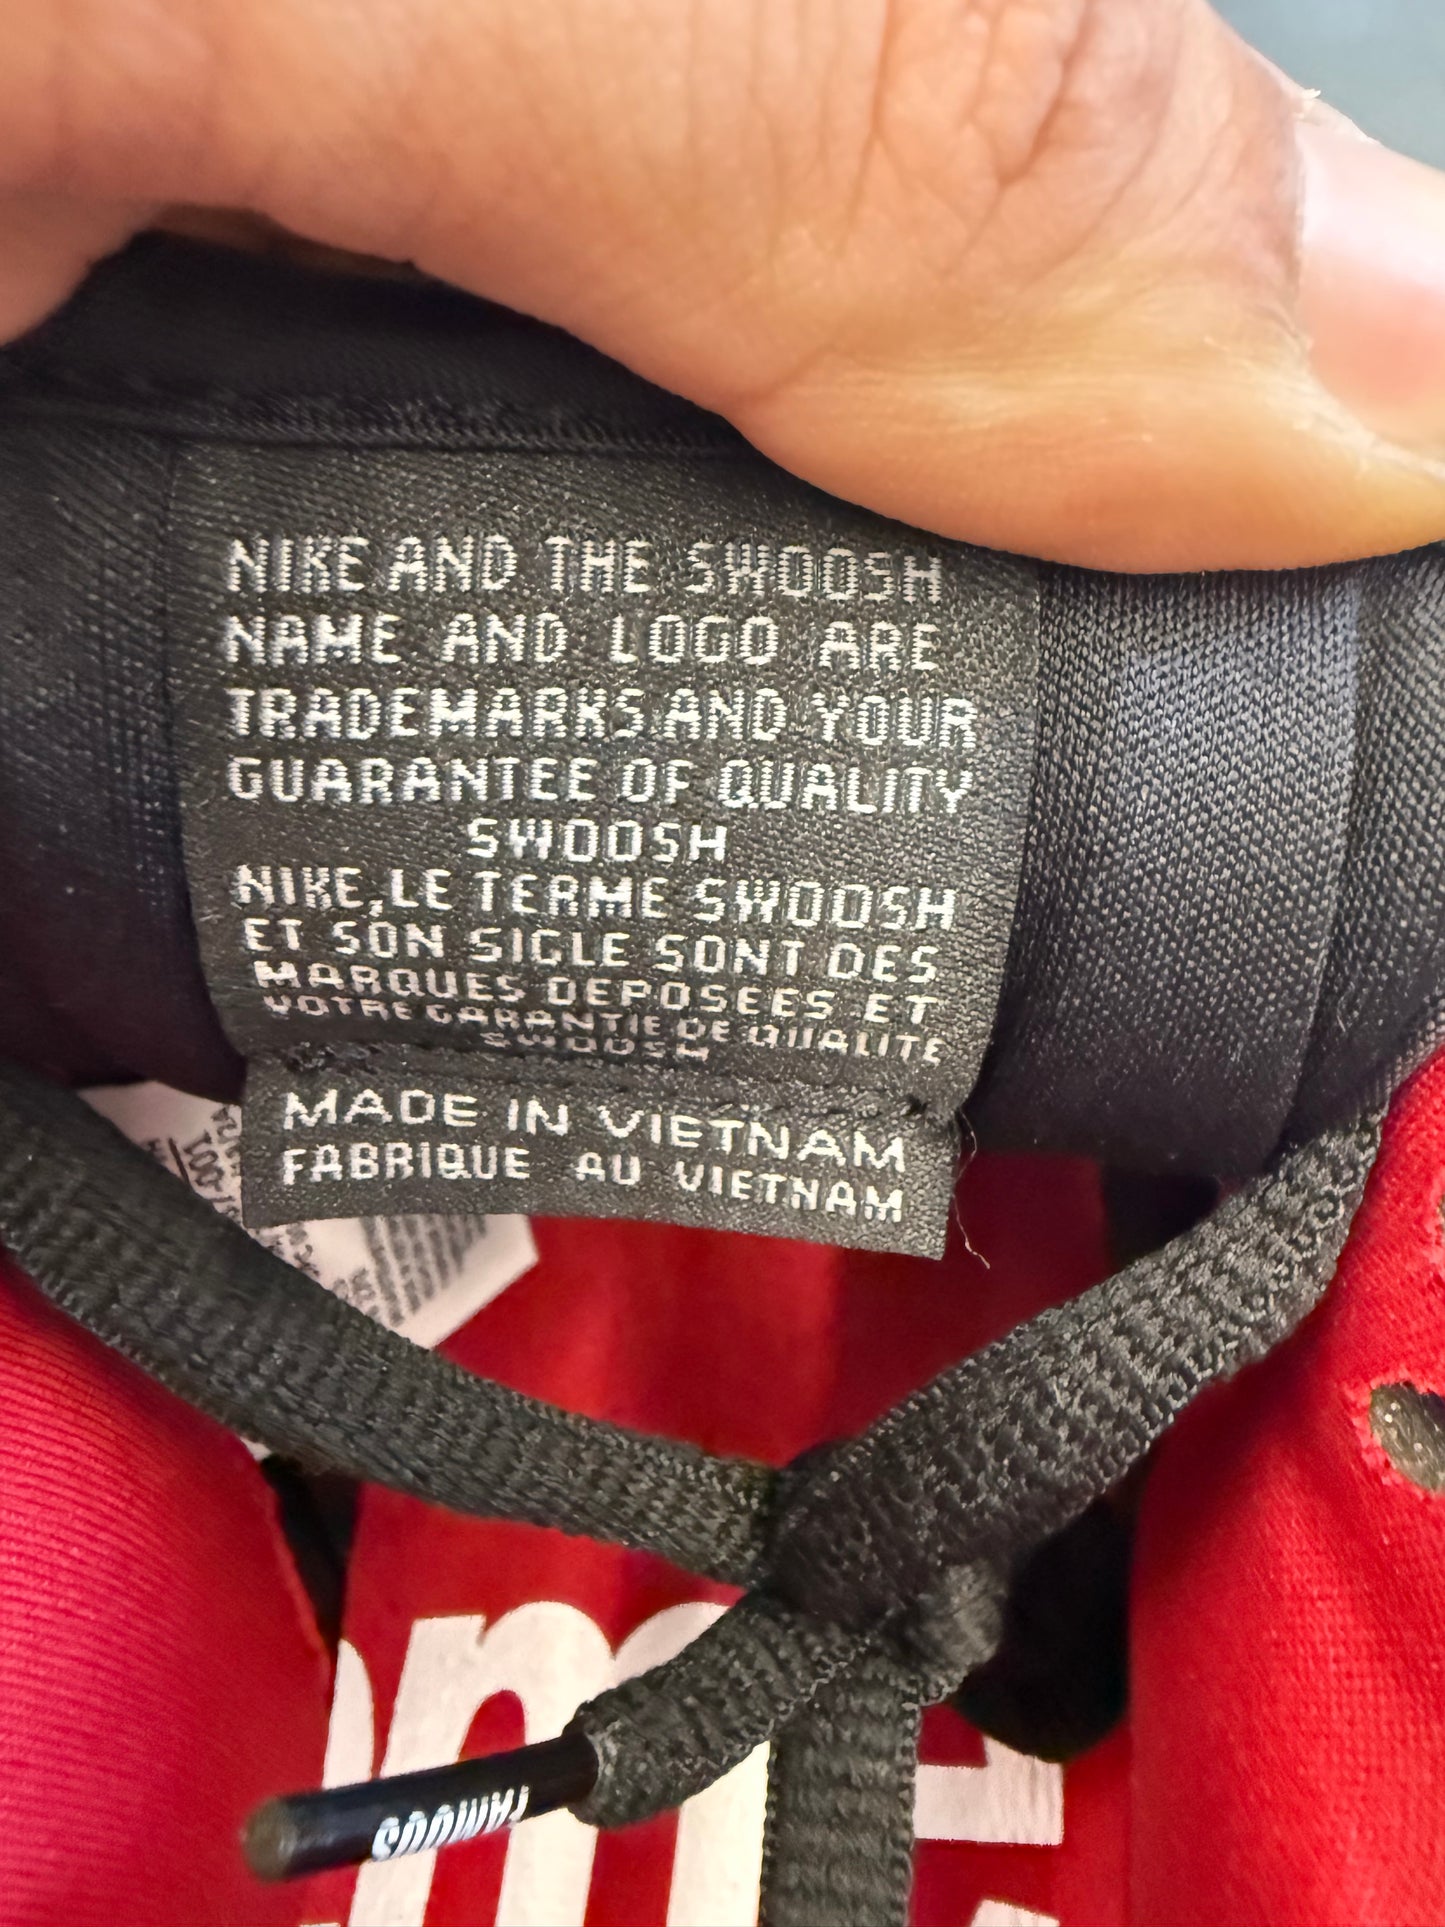 NIKE AND THE SWOOSH
NAME AND LOGO ARE
TRADEMARKS AND YOUR
GUARANTEE OF QUALITY
SWOOSH
NIKE, LE TERME SWOOSH
ET SON SIGLE SONT DES
MARQUES DEPOSEES ET
VOTRE GARANTIE DE QUALITE
SWOOSH
MADE IN VIETNAM
FABRIQUE AU VIETNAM
FAMOUS